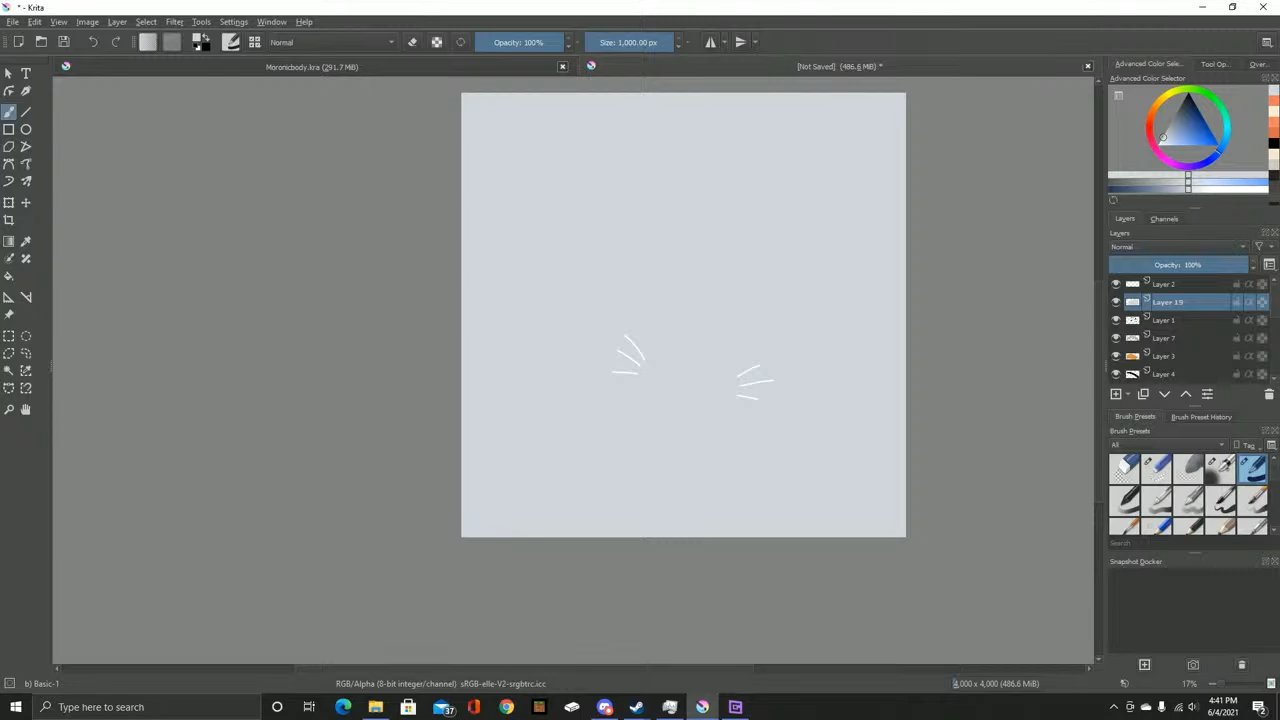 * - Krita
File Edit View Image Layer Select Filter Tools Settings Window Help
Normal Opacity: 100% Size: 1,000.00 px
Moronicbody.kra (291.7 MiB)
[Not Saved] (486.6 MiB) *
Advanced Color Selec... Tool Op... Over...
Advanced Color Selector
Layers Channels
Layers
Normal
Opacity: 100%
Layer 2
Layer 19
Layer 1
Layer 7
Layer 3
Layer 4
Brush Presets Brush Preset History
Brush Presets
All Tag
Search
Snapshot Docker
b) Basic-1
RGB/Alpha (8-bit integer/channel) sRGB-elle-V2-srgbtrc.icc
4,000 x 4,000 (486.6 MiB)
17%
Type here to search
37
4:41 PM
6/4/2021